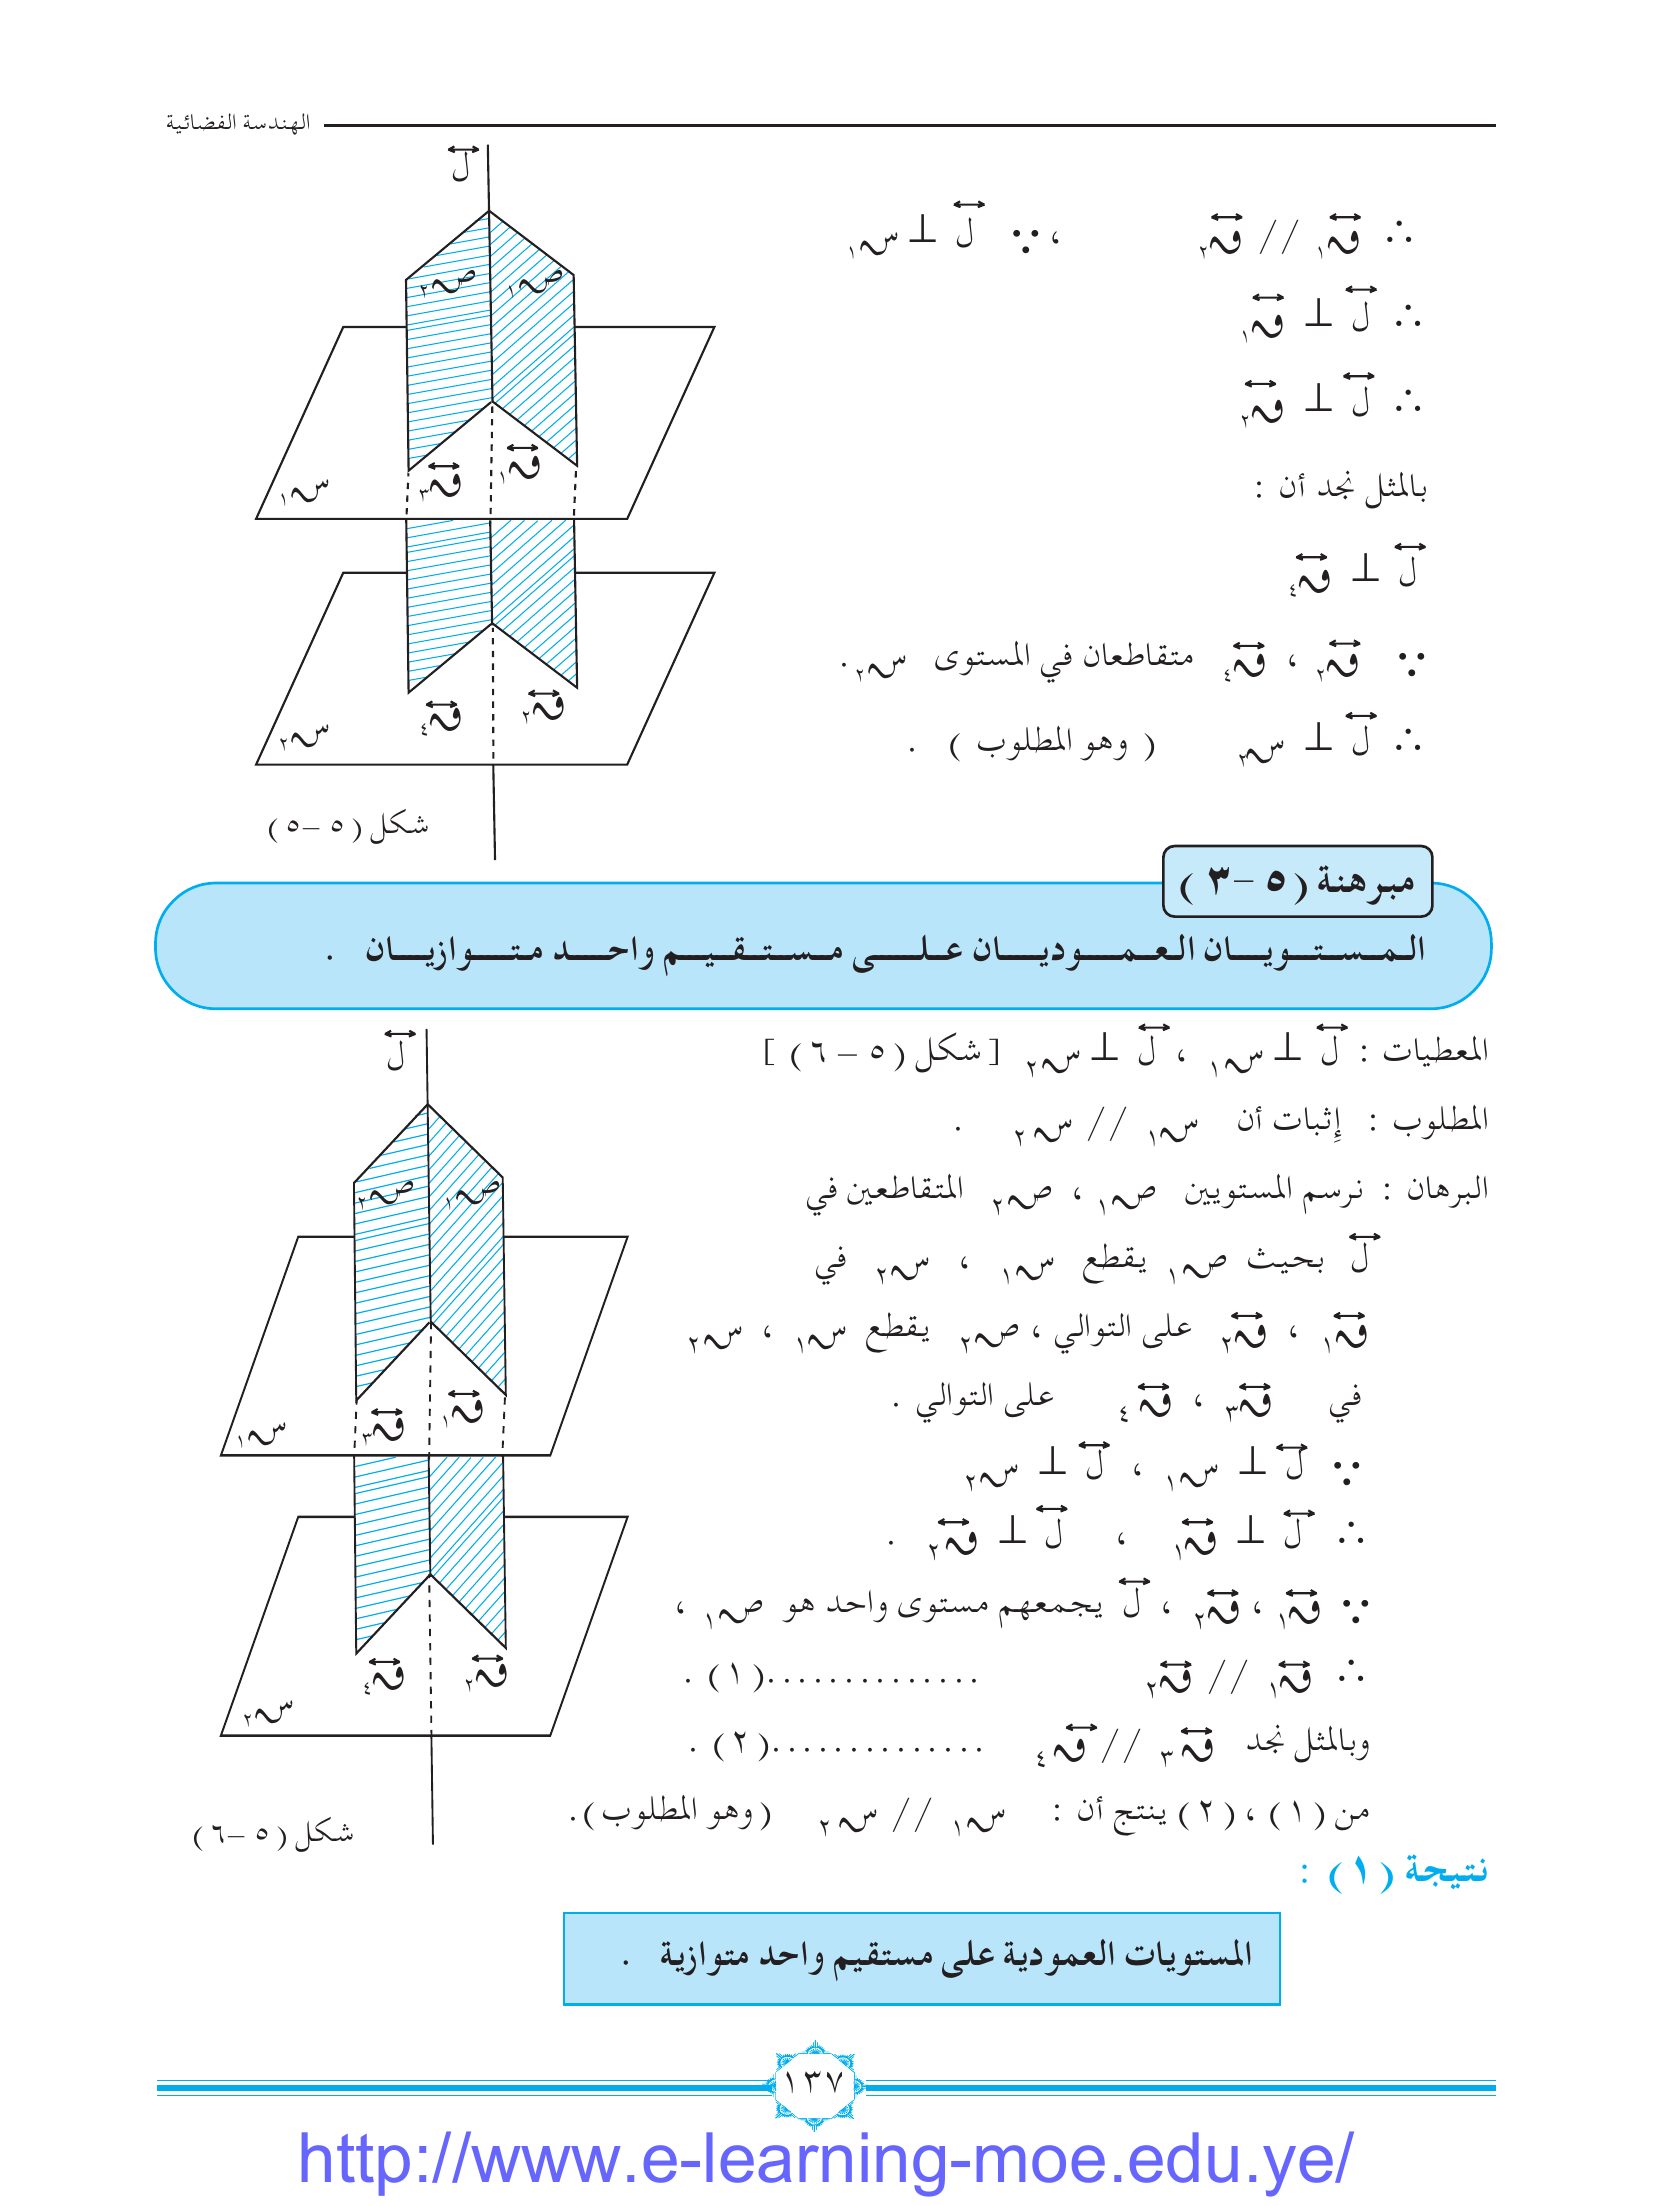 الهندسة الفضائية
∴ ق١ // ق٢ ، ∵ ل ⊥ س١
∴ ل ⊥ ق١
∴ ل ⊥ ق٢
بالمثل نجد أن :
ل ⊥ ق٤
∵ ق٢ ، ق٤ متقاطعان في المستوى س٢ .
∴ ل ⊥ س٢ ( وهو المطلوب ) .
ل
ص٢ ص١
ق٣ ق١
س١
ق٤ ق٢
س٢
شكل ( ٥ – ٥ )
مبرهنة ( ٥ – ٣ )
المستويان العموديان على مستقيم واحد متوازيان .
المعطيات : ل ⊥ س١ ، ل ⊥ س٢ [ شكل ( ٥ – ٦ ) ]
المطلوب : إثبات أن س١ // س٢ .
البرهان : نرسم المستويين ص١ ، ص٢ المتقاطعين في
ل بحيث ص١ يقطع س١ ، س٢ في
ق١ ، ق٢ على التوالي ، ص٢ يقطع س١ ، س٢
في ق٣ ، ق٤ على التوالي .
∵ ل ⊥ س١ ، ل ⊥ س٢
∴ ل ⊥ ق١ ، ل ⊥ ق٢ .
∵ ق١ ، ق٢ ، ل يجمعهم مستوى واحد هو ص١ ،
∴ ق١ // ق٢ ..............( ١ ) .
وبالمثل نجد ق٣ // ق٤ ..............( ٢ ) .
من ( ١ ) ، ( ٢ ) ينتج أن : س١ // س٢ ( وهو المطلوب ) .
ل
ص٢ ص١
ق٣ ق١
س١
ق٤ ق٢
س٢
شكل ( ٥ – ٦ )
نتيجة ( ١ ) :
المستويات العمودية على مستقيم واحد متوازية .
١٣٧
http://www.e-learning-moe.edu.ye/